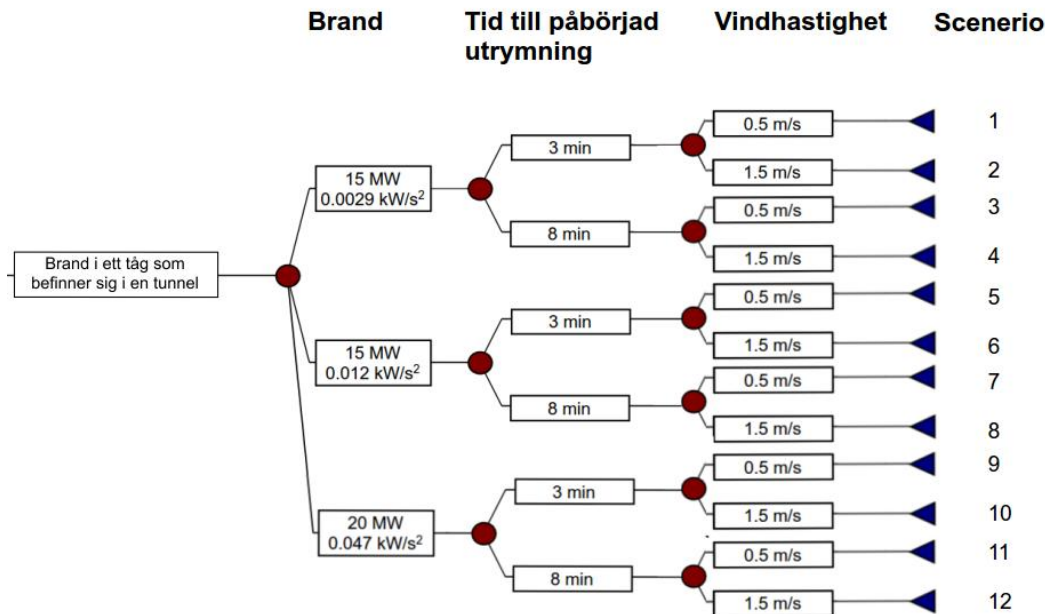 Brand
Tid till påbörjad
utrymning
Vindhastighet
Scenerio
Brand i ett tåg som
befinner sig i en tunnel
15 MW
0.0029 kW/s²
3 min
0.5 m/s
1
1.5 m/s
2
8 min
0.5 m/s
3
1.5 m/s
4
15 MW
0.012 kW/s²
3 min
0.5 m/s
5
1.5 m/s
6
8 min
0.5 m/s
7
1.5 m/s
8
20 MW
0.047 kW/s²
3 min
0.5 m/s
9
1.5 m/s
10
8 min
0.5 m/s
11
1.5 m/s
12